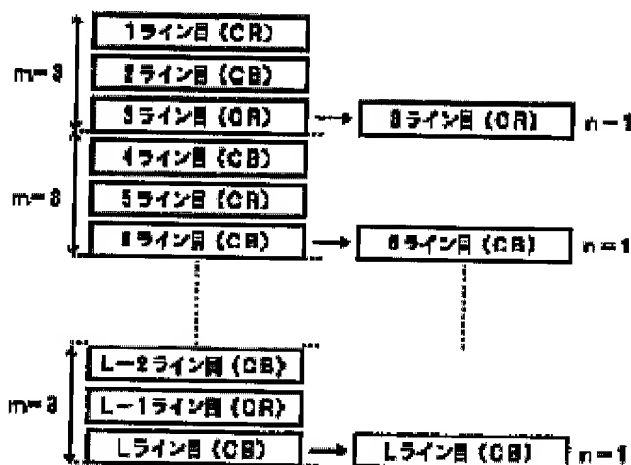 1ライン目 (CR)
m=3
2ライン目 (CB)
3ライン目 (CR)
3ライン目 (CR)
n=1
4ライン目 (CB)
m=3
5ライン目 (CR)
6ライン目 (CB)
6ライン目 (CB)
n=1
L-2ライン目 (CB)
m=3
L-1ライン目 (CR)
Lライン目 (CB)
Lライン目 (CB)
n=1